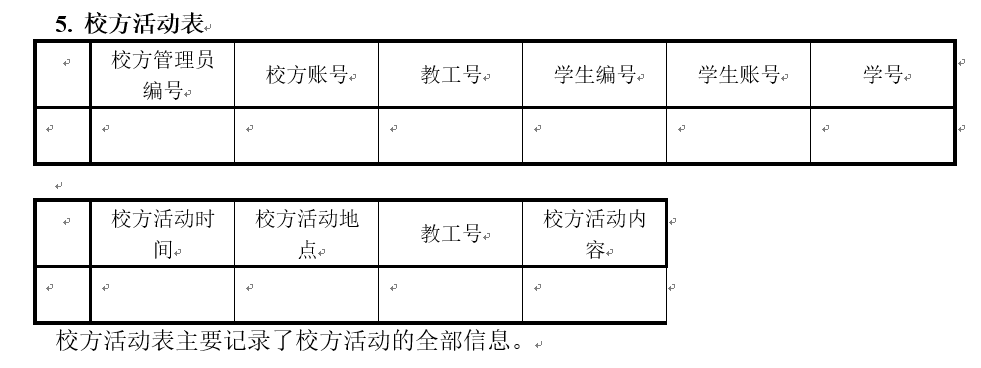 5. 校方活动表
校方管理员
编号
校方账号
教工号
学生编号
学生账号
学号
校方活动时
间
校方活动地
点
教工号
校方活动内
容
校方活动表主要记录了校方活动的全部信息。